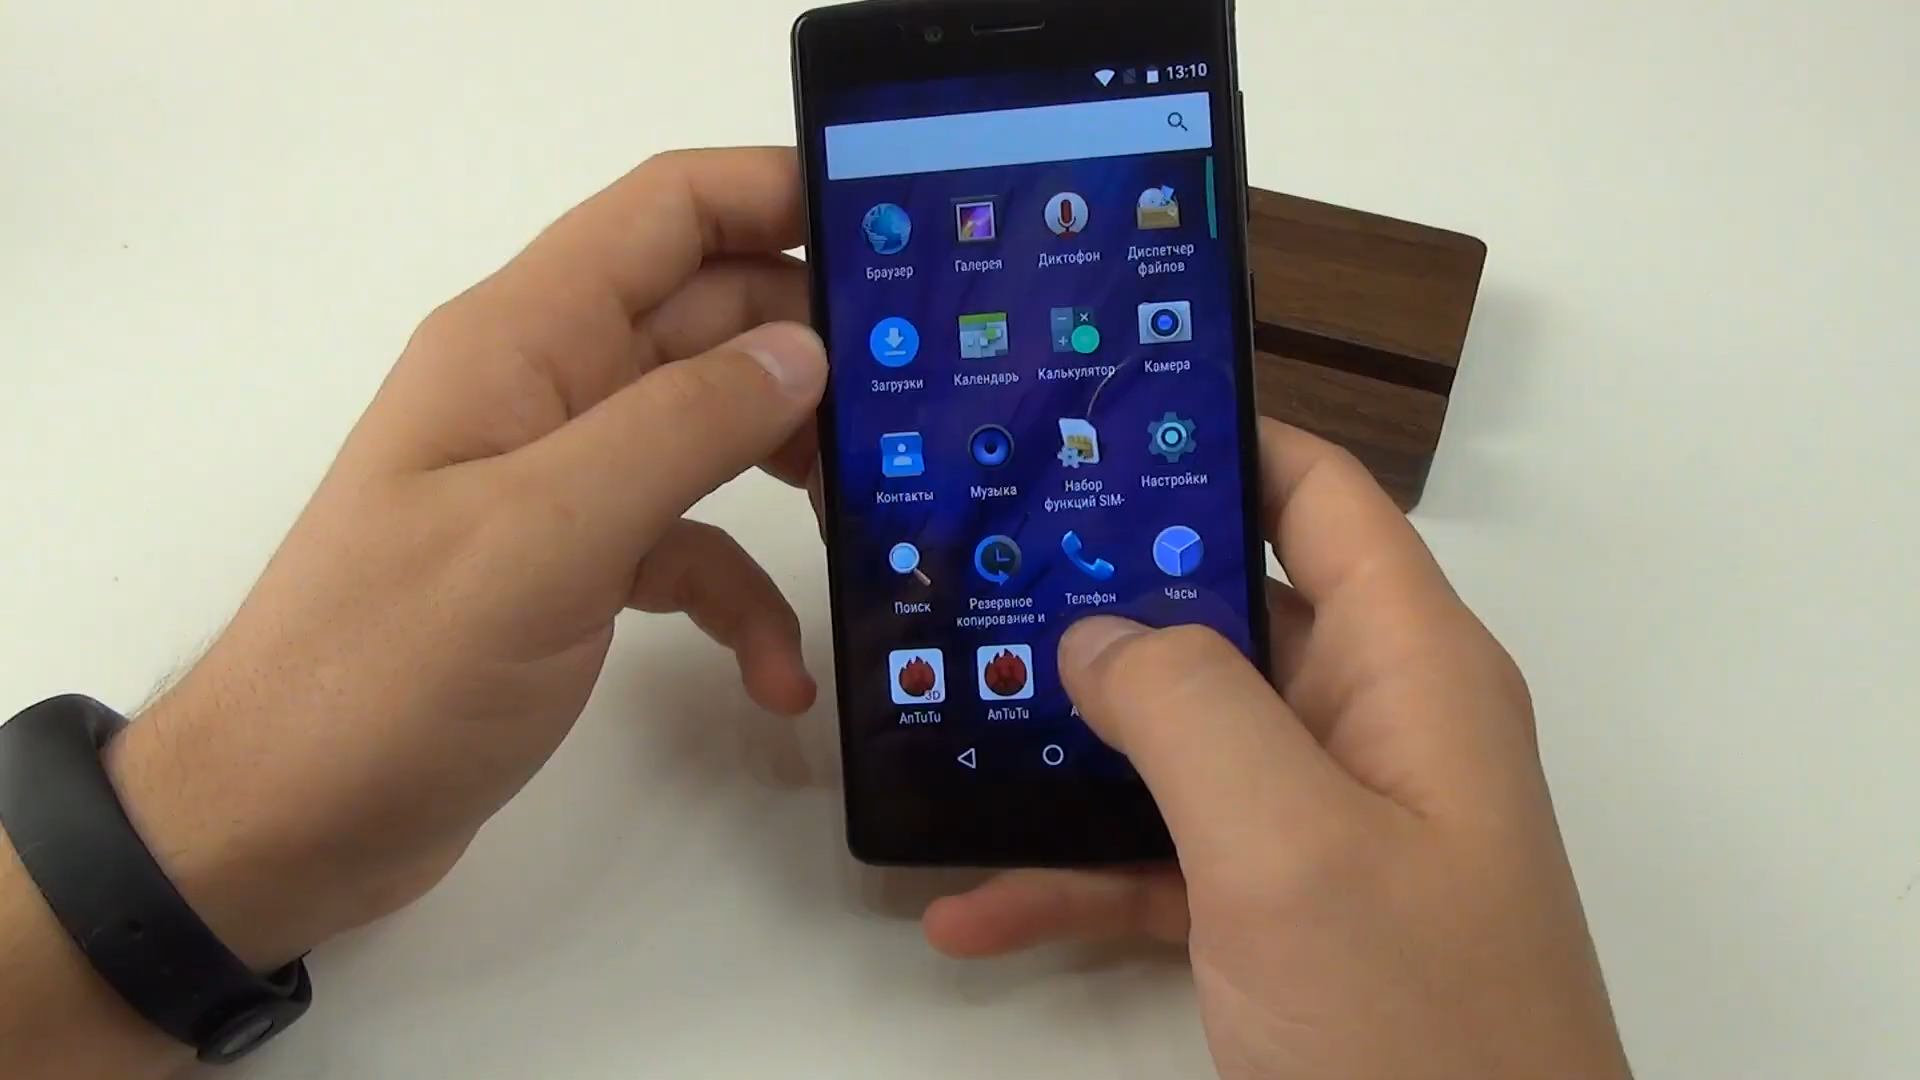 13:10
Браузер
Галерея
Диктофон
Диспетчер
файлов
Загрузки
Календарь
Калькулятор
Камера
Контакты
Музыка
Набор
функций SIM-
Настройки
Поиск
Резервное
копирование и
Телефон
Часы
3D
AnTuTu
AnTuTu